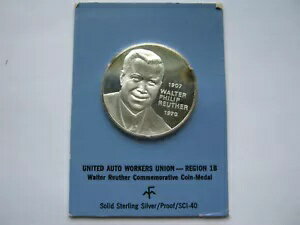 1907
WALTER
PHILIP
REUTHER
1970
UNITED AUTO WORKERS UNION — REGION 1B
Walter Reuther Commemorative Coin-Medal
Solid Sterling Silver/Proof/SCI-40